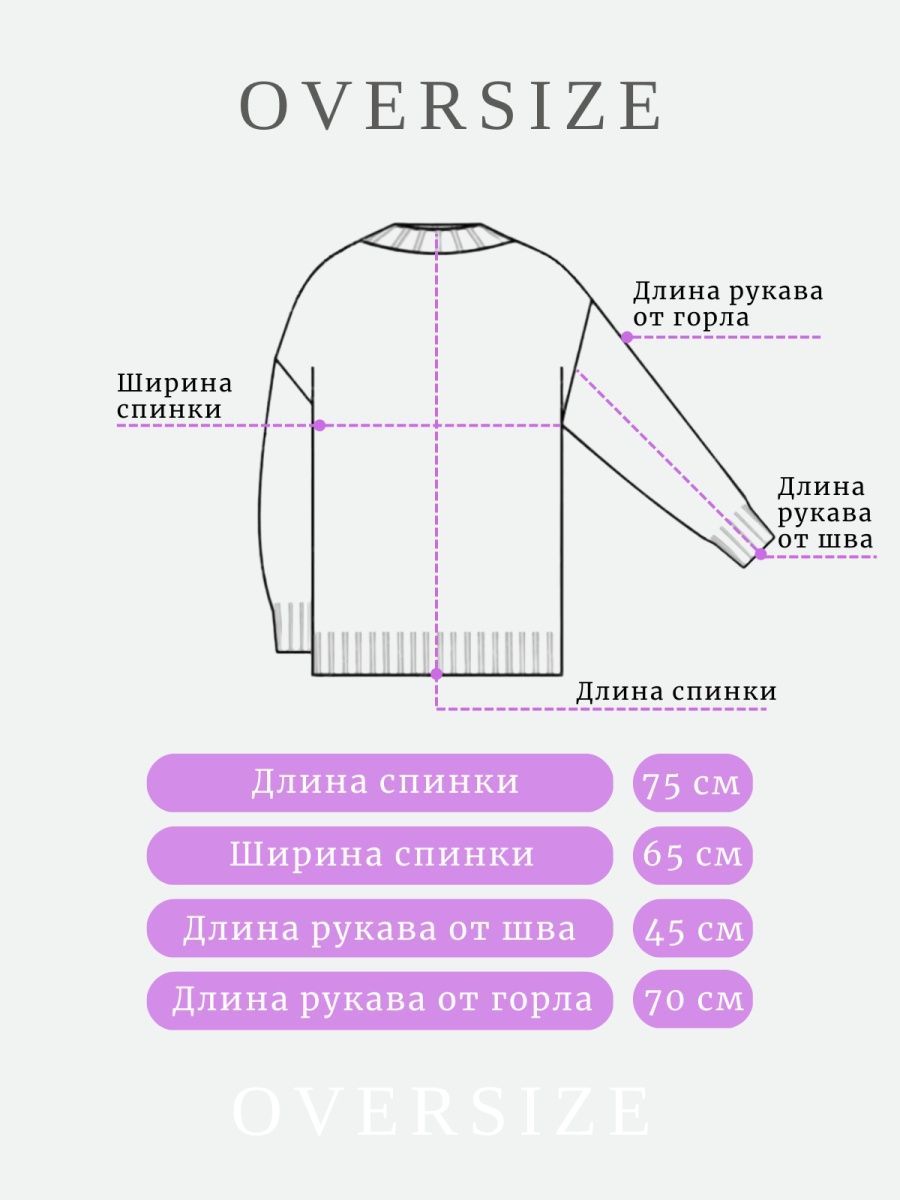 OVERSIZE
Длина рукава
от горла
Ширина
спинки
Длина
рукава
от шва
Длина спинки
Длина спинки 75 см
Ширина спинки 65 см
Длина рукава от шва 45 см
Длина рукава от горла 70 см
OVERSIZE